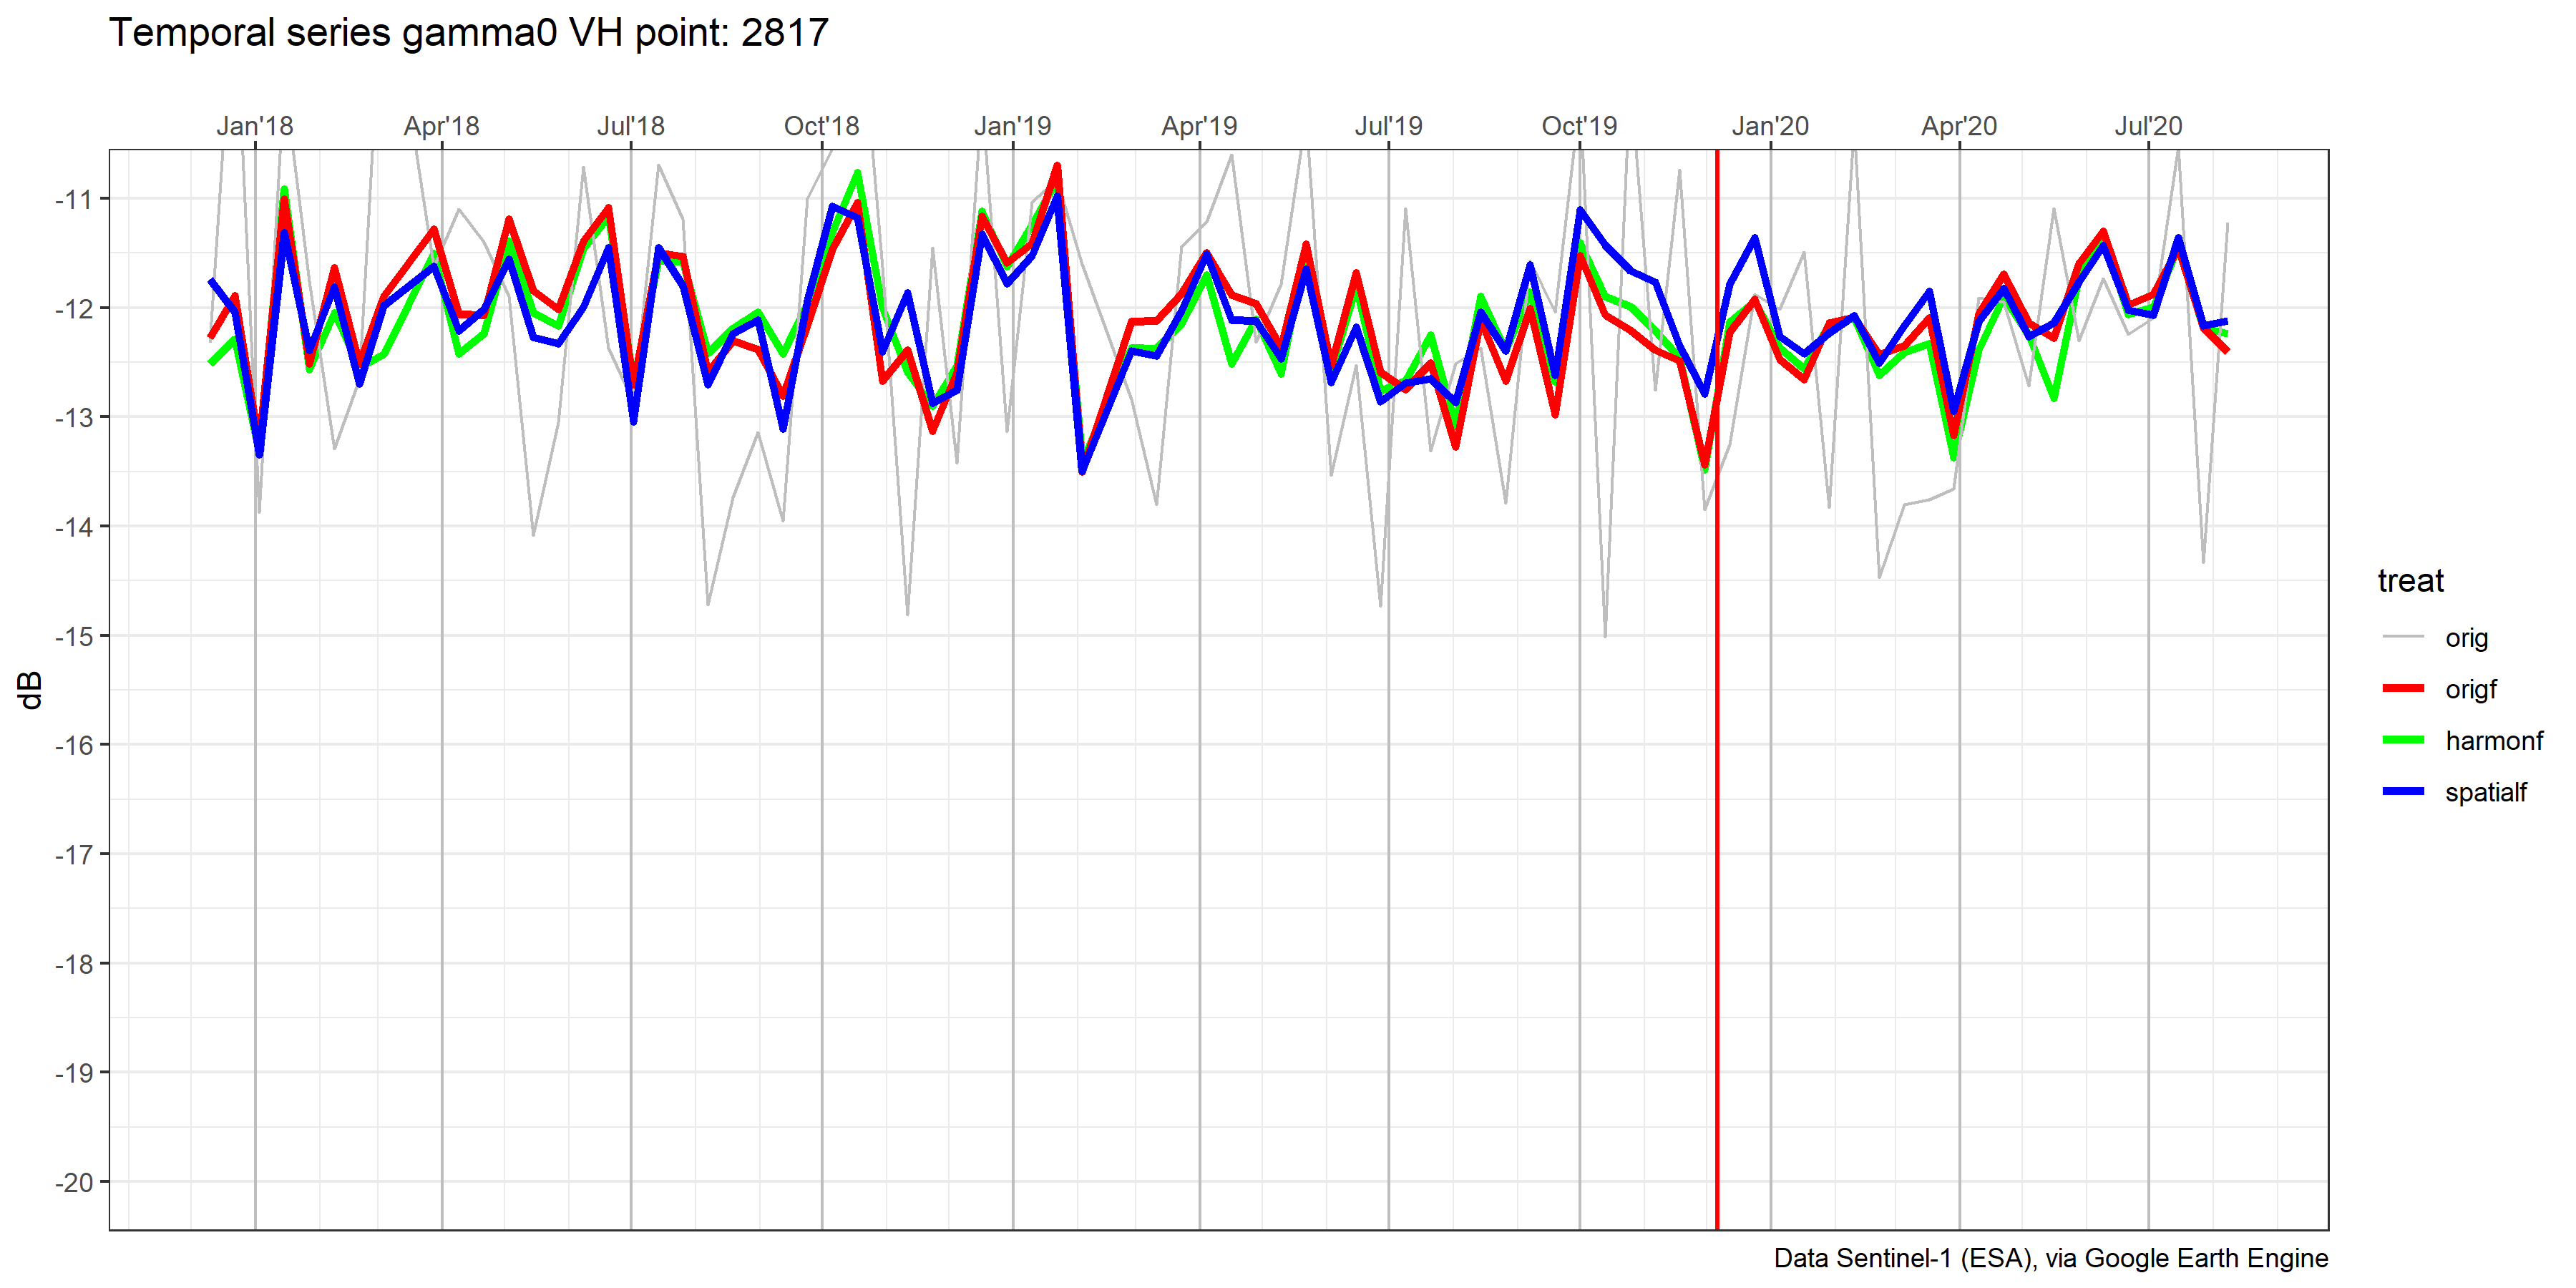 Temporal series gamma0 VH point: 2817
Jan'18 Apr'18 Jul'18 Oct'18 Jan'19 Apr'19 Jul'19 Oct'19 Jan'20 Apr'20 Jul'20
-11
-12
-13
-14
-15
-16
-17
-18
-19
-20
dB
treat
orig
origf
harmonf
spatialf
Data Sentinel-1 (ESA), via Google Earth Engine